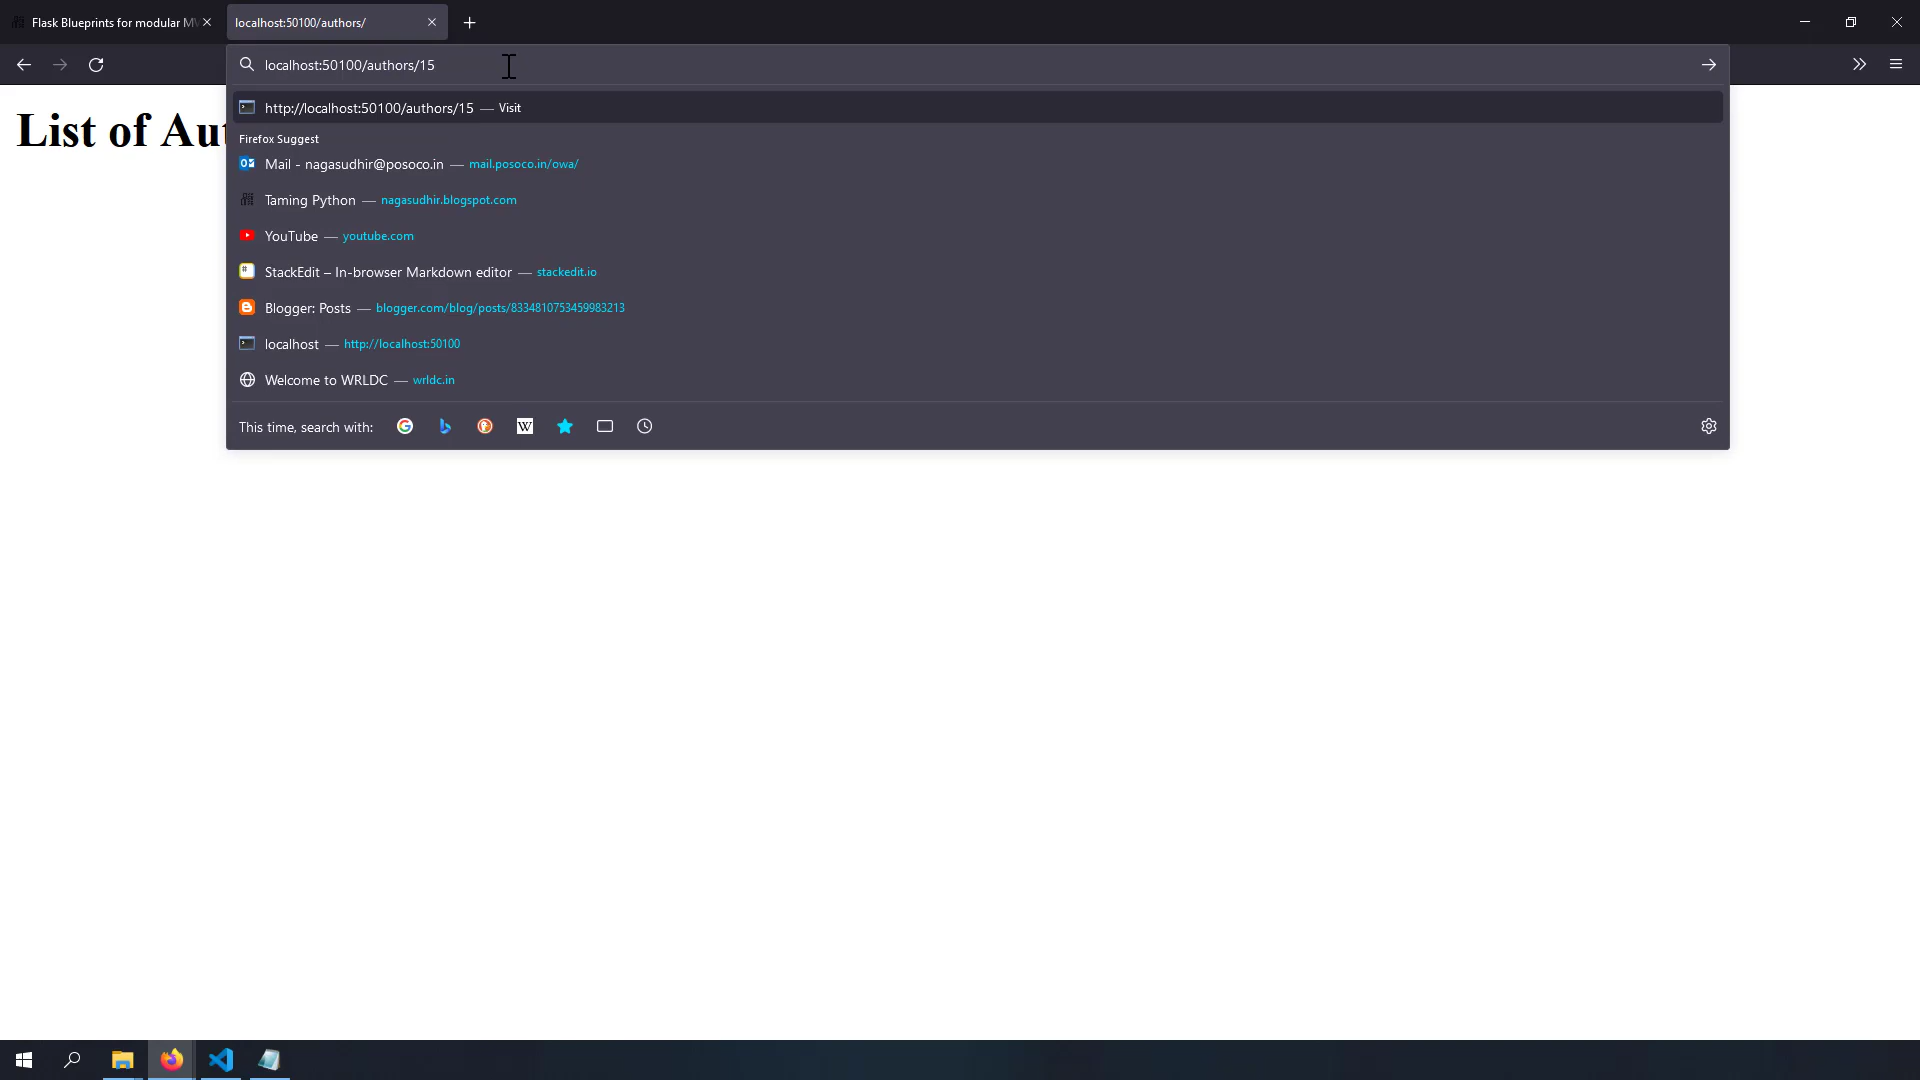 Flask Blueprints for modular MV
localhost:50100/authors/
localhost:50100/authors/15
http://localhost:50100/authors/15 — Visit
List of Au
Firefox Suggest
Mail - nagasudhir@posoco.in — mail.posoco.in/owa/
Taming Python — nagasudhir.blogspot.com
YouTube — youtube.com
StackEdit – In-browser Markdown editor — stackedit.io
Blogger: Posts — blogger.com/blog/posts/8334810753459983213
localhost — http://localhost:50100
Welcome to WRLDC — wrldc.in
This time, search with: